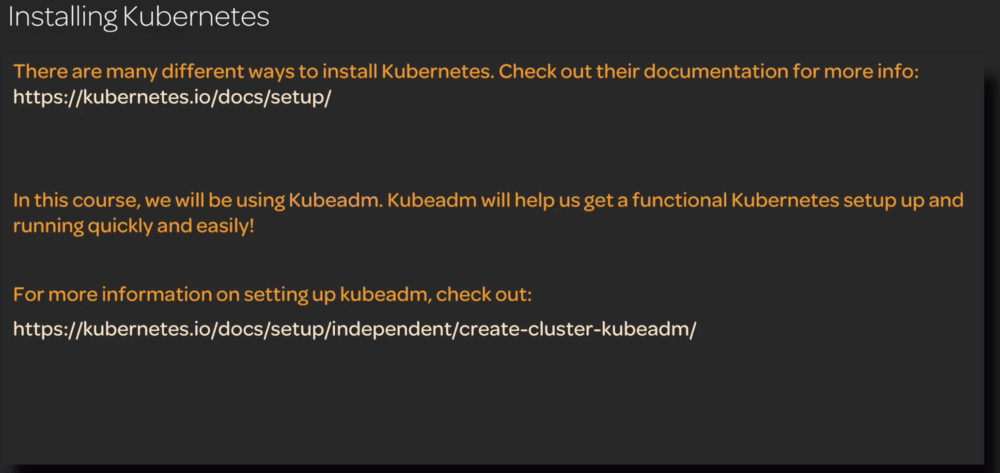 Installing Kubernetes
There are many different ways to install Kubernetes. Check out their documentation for more info:
https://kubernetes.io/docs/setup/
In this course, we will be using Kubeadm. Kubeadm will help us get a functional Kubernetes setup up and
running quickly and easily!
For more information on setting up kubeadm, check out:
https://kubernetes.io/docs/setup/independent/create-cluster-kubeadm/